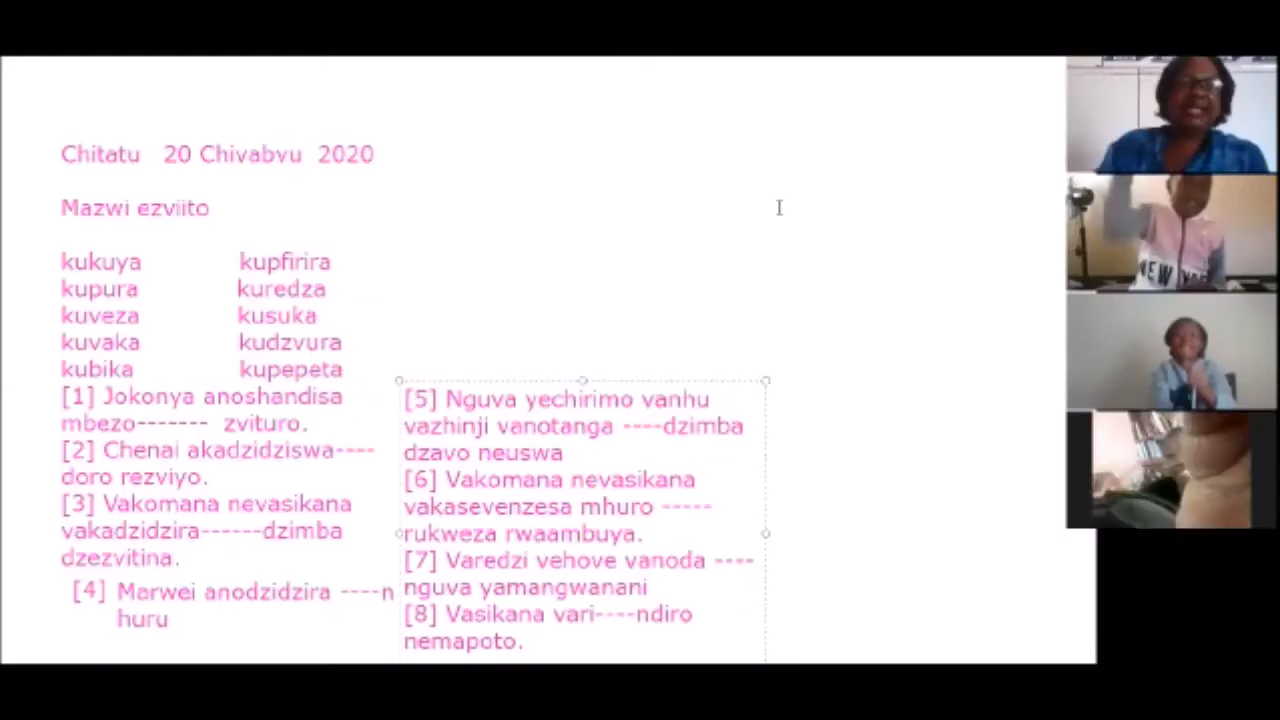 Chitatu 20 Chivabvu 2020
Mazwi ezviito
kukuya kupfirira
kupura kuredza
kuveza kusuka
kuvaka kudzvura
kubika kupepeta
[1] Jokonya anoshandisa
mbezo------- zvituro.
[2] Chenai akadzidziswa----
doro rezviyo.
[3] Vakomana nevasikana
vakadzidzira------dzimba
dzezvitina.
[4] Marwei anodzidzira ----n
huru
[5] Nguva yechirimo vanhu
vazhinji vanotanga ----dzimba
dzavo neuswa
[6] Vakomana nevasikana
vakasevenzesa mhuro -----
rukweza rwaambuya.
[7] Varedzi vehove vanoda ----
nguva yamangwanani
[8] Vasikana vari----ndiro
nemapoto.
NEW